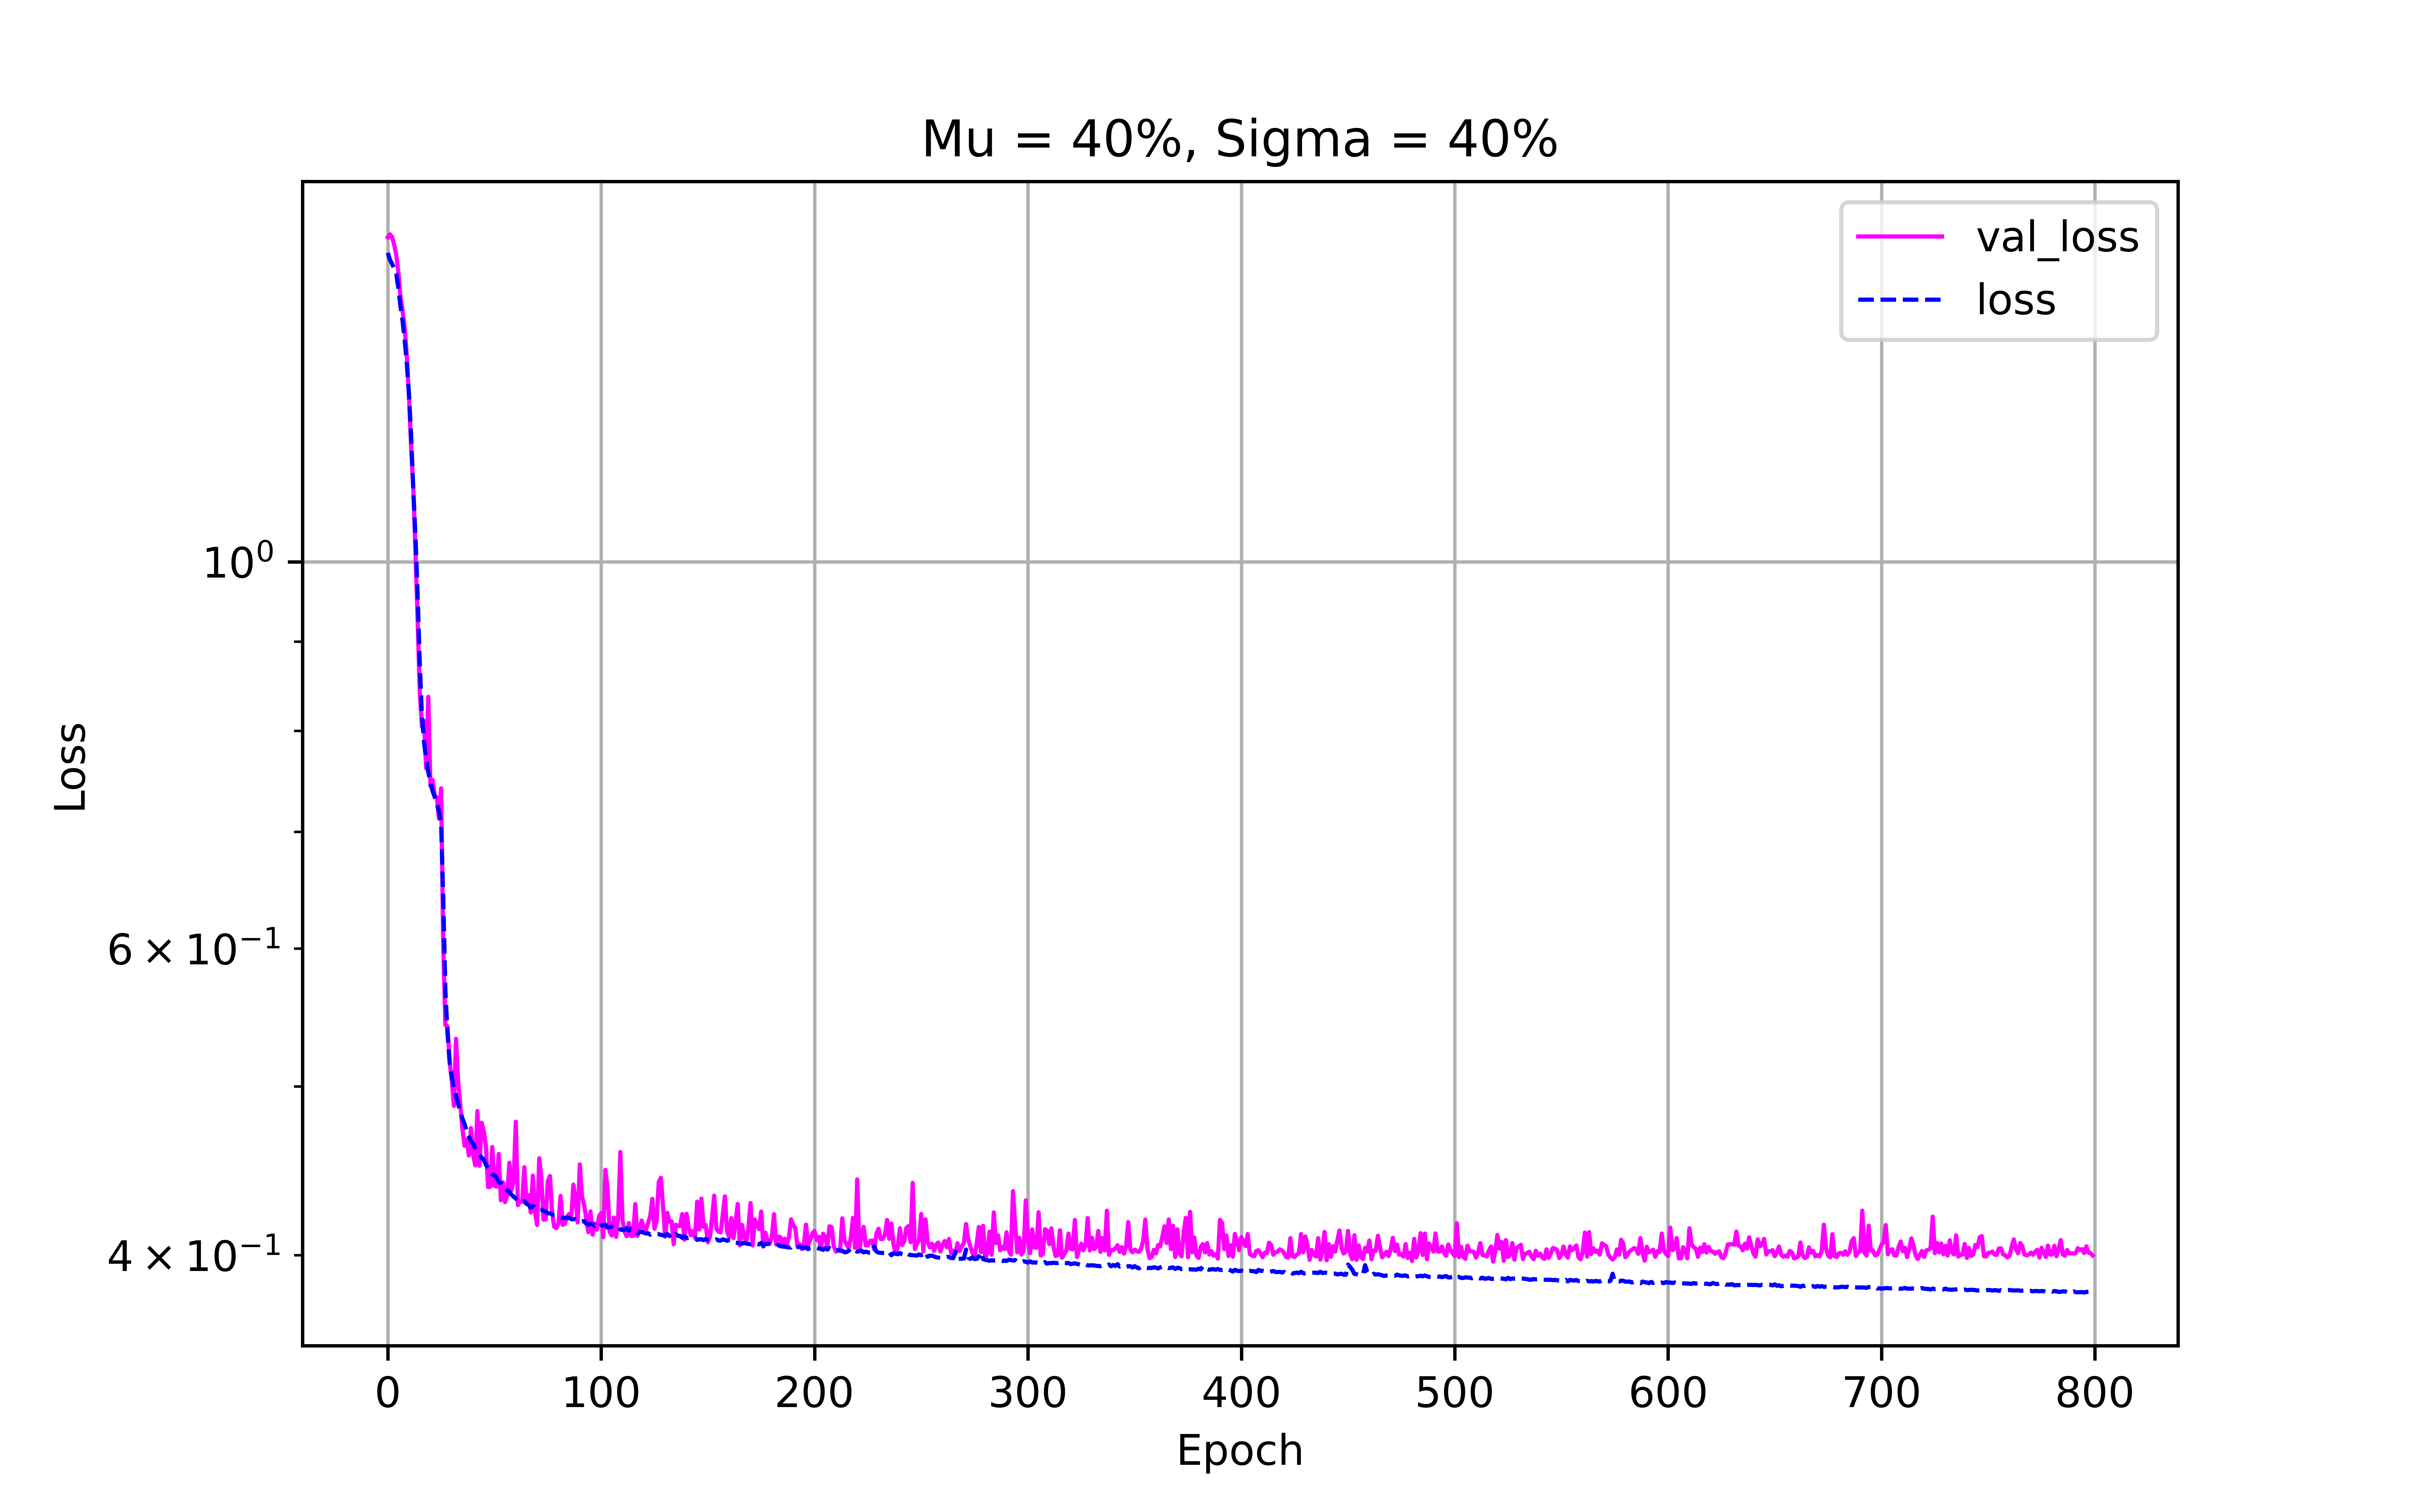 Mu = 40%, Sigma = 40%
val_loss
loss
10⁰
6 × 10⁻¹
4 × 10⁻¹
Loss
0 100 200 300 400 500 600 700 800
Epoch